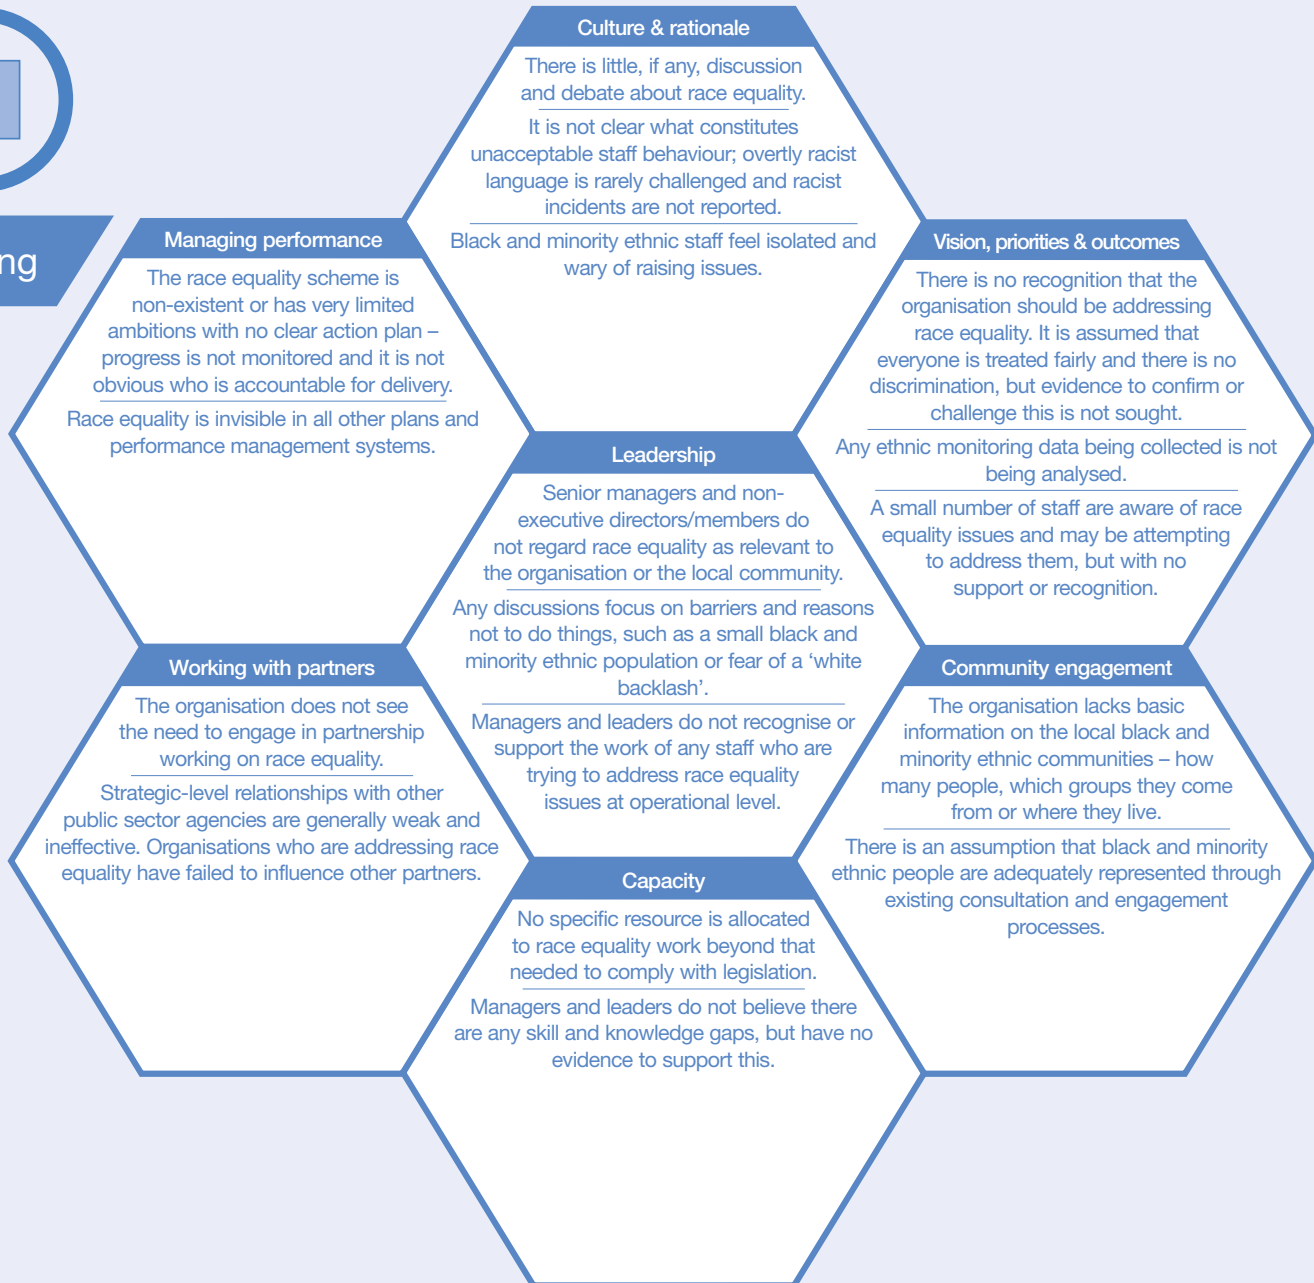 Culture & rationale
There is little, if any, discussion
and debate about race equality.
It is not clear what constitutes
unacceptable staff behaviour; overtly racist
language is rarely challenged and racist
incidents are not reported.
Black and minority ethnic staff feel isolated and
wary of raising issues.
ng
Managing performance
The race equality scheme is
non-existent or has very limited
ambitions with no clear action plan –
progress is not monitored and it is not
obvious who is accountable for delivery.
Race equality is invisible in all other plans and
performance management systems.
Vision, priorities & outcomes
There is no recognition that the
organisation should be addressing
race equality. It is assumed that
everyone is treated fairly and there is no
discrimination, but evidence to confirm or
challenge this is not sought.
Any ethnic monitoring data being collected is not
being analysed.
A small number of staff are aware of race
equality issues and may be attempting
to address them, but with no
support or recognition.
Leadership
Senior managers and non-
executive directors/members do
not regard race equality as relevant to
the organisation or the local community.
Any discussions focus on barriers and reasons
not to do things, such as a small black and
minority ethnic population or fear of a ‘white
backlash’.
Managers and leaders do not recognise or
support the work of any staff who are
trying to address race equality
issues at operational level.
Working with partners
The organisation does not see
the need to engage in partnership
working on race equality.
Strategic-level relationships with other
public sector agencies are generally weak and
ineffective. Organisations who are addressing race
equality have failed to influence other partners.
Community engagement
The organisation lacks basic
information on the local black and
minority ethnic communities – how
many people, which groups they come
from or where they live.
There is an assumption that black and minority
ethnic people are adequately represented through
existing consultation and engagement
processes.
Capacity
No specific resource is allocated
to race equality work beyond that
needed to comply with legislation.
Managers and leaders do not believe there
are any skill and knowledge gaps, but have no
evidence to support this.